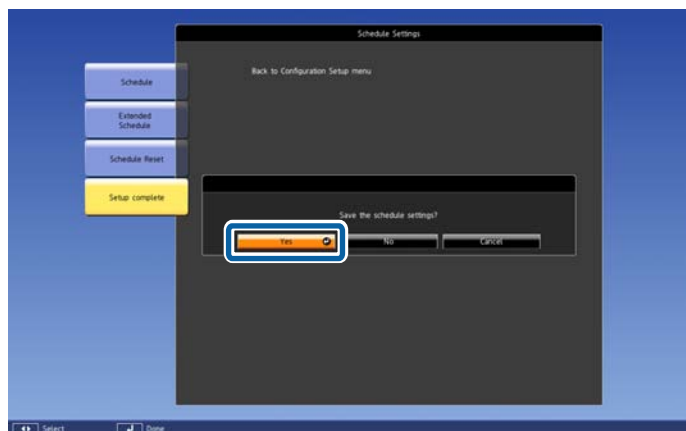 Schedule Settings
Back to Configuration Setup menu
Schedule
Extended
Schedule
Schedule Reset
Setup complete
Save the schedule settings?
Yes No Cancel
Select Done